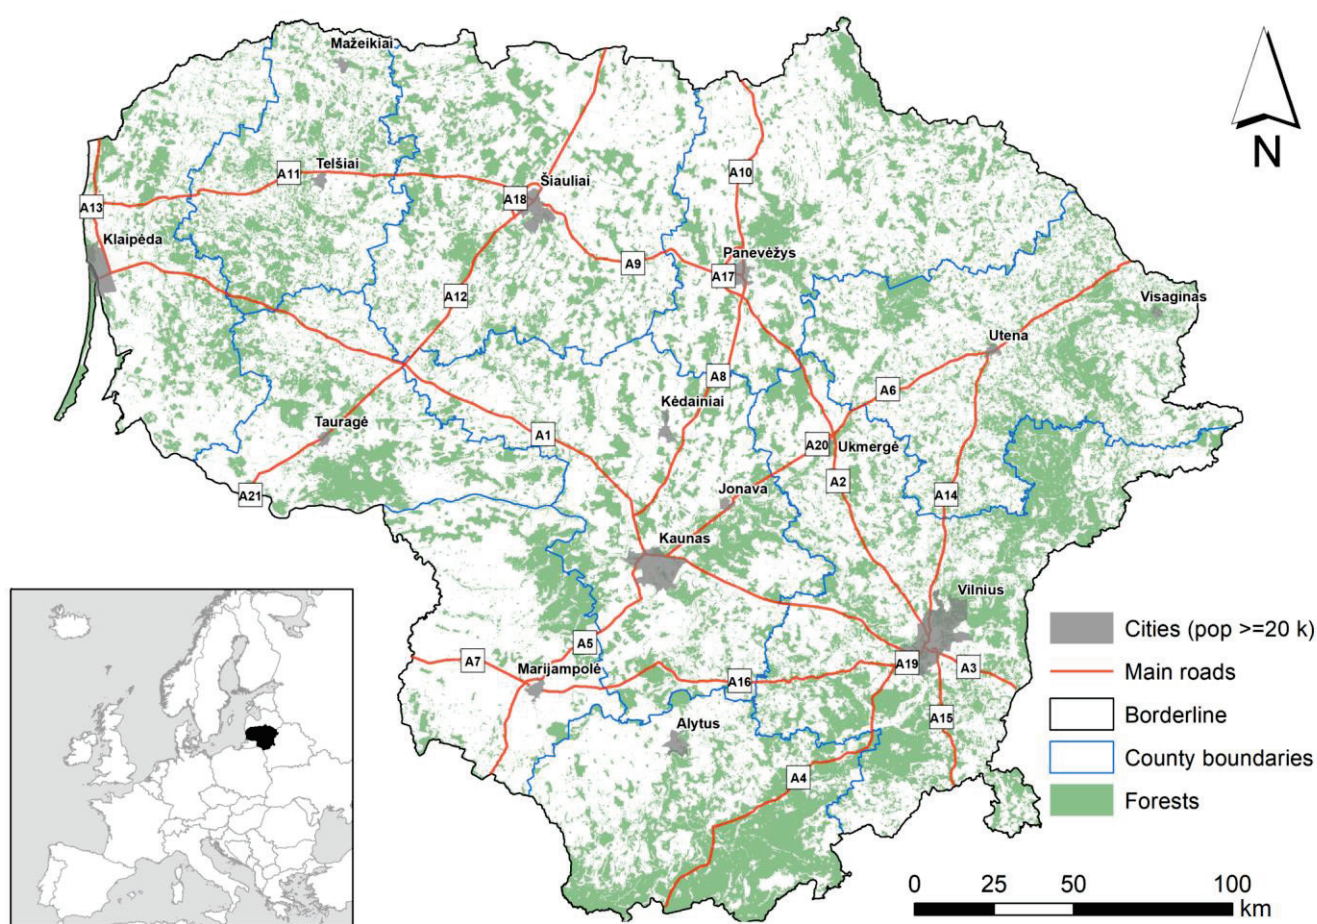 Mažeikiai
N
Telšiai
A11
A10
Šiauliai
A18
A13
Klaipėda
Panevėžys
A9
A17
A12
Visaginas
Utena
A8
A6
Kėdainiai
Tauragė
A1
A20
Ukmergė
A2
A21
A14
Jonava
Kaunas
Vilnius
Cities (pop >=20 k)
A5
A7
Marijampolė
A19
A3
Main roads
A16
A15
Borderline
Alytus
County boundaries
A4
Forests
0 25 50 100
km